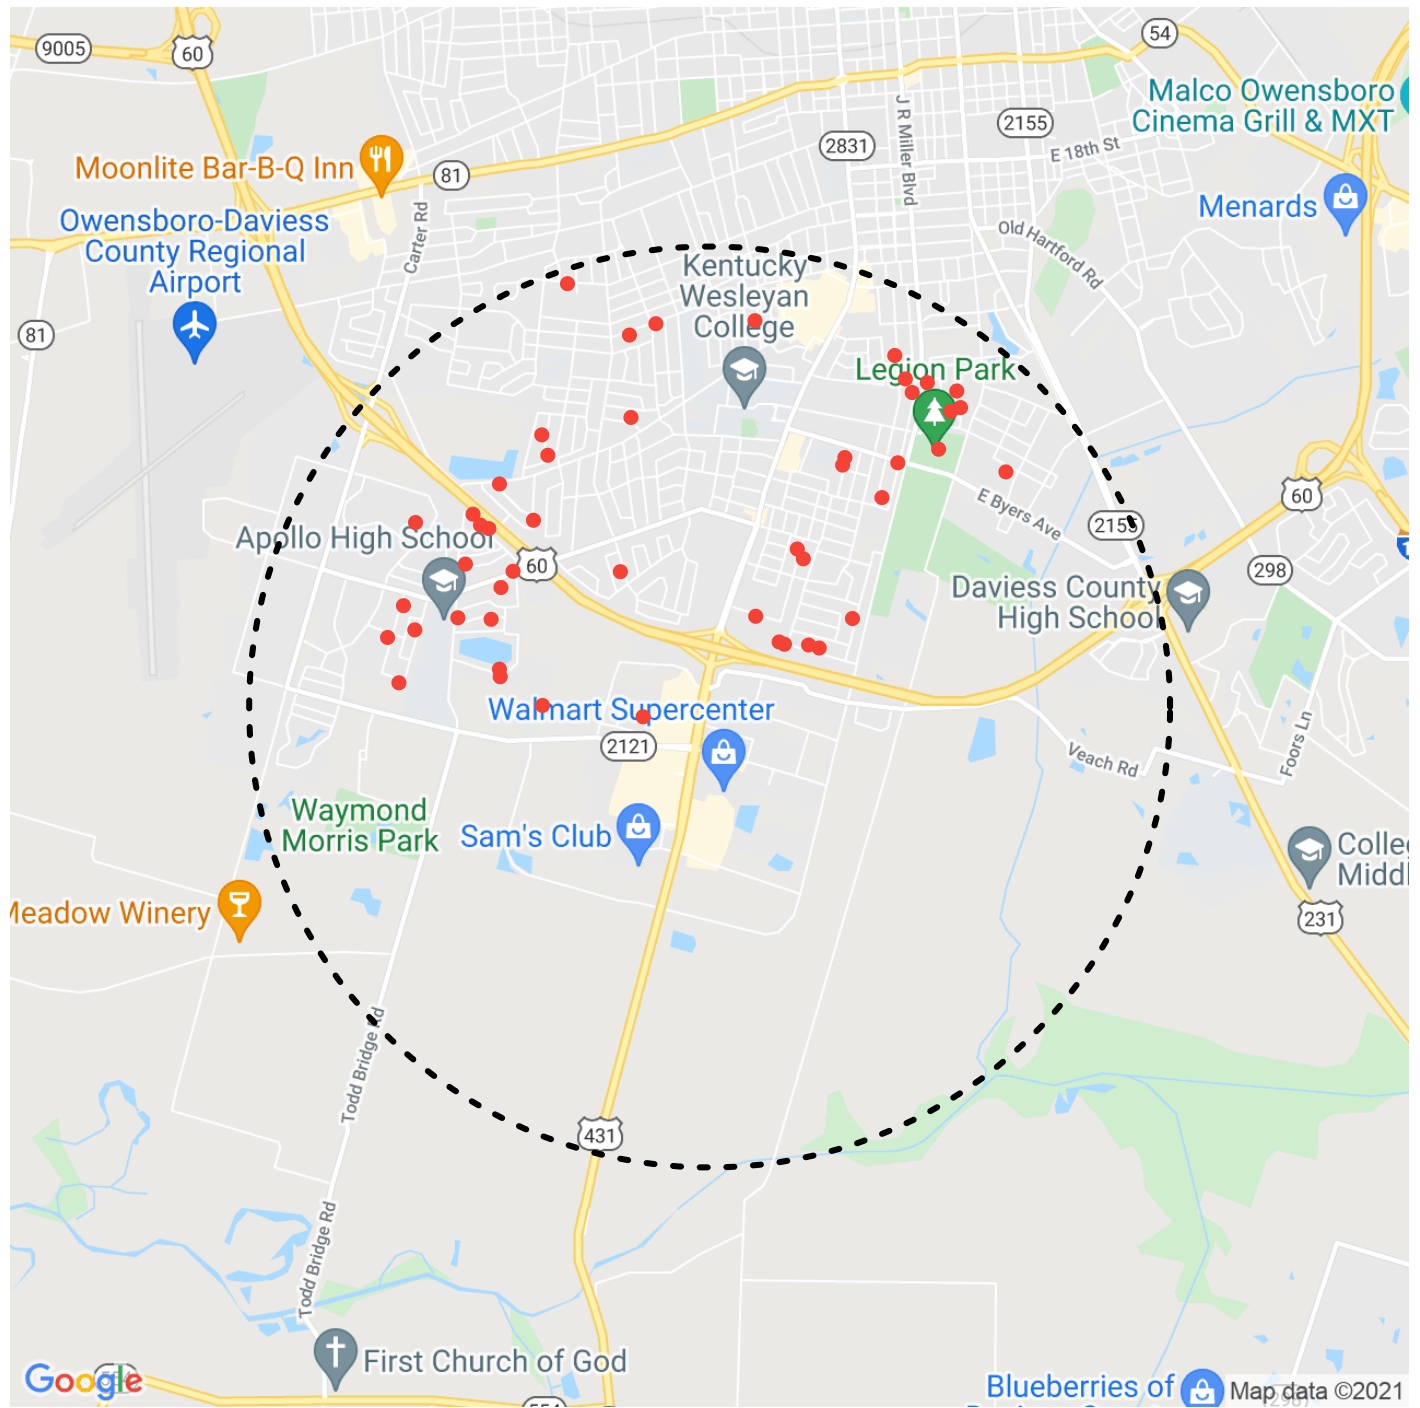 54
9005
60
Malco Owensboro
Cinema Grill & MXT
J R Miller Blvd
2155
2831
E 18th St
Moonlite Bar-B-Q Inn
81
Menards
Owensboro-Daviess
County Regional
Airport
Carter Rd
Old Hartford Rd
Kentucky
Wesleyan
College
81
Legion Park
60
E Byers Ave
2155
Apollo High School
60
298
Daviess County
High School
Walmart Supercenter
2121
Veach Rd
Foors Ln
Waymond
Morris Park
Sam's Club
Meadow Winery
231
Todd Bridge Rd
431
Todd Bridge Rd
First Church of God
Google
Blueberries of
Map data ©2021
554